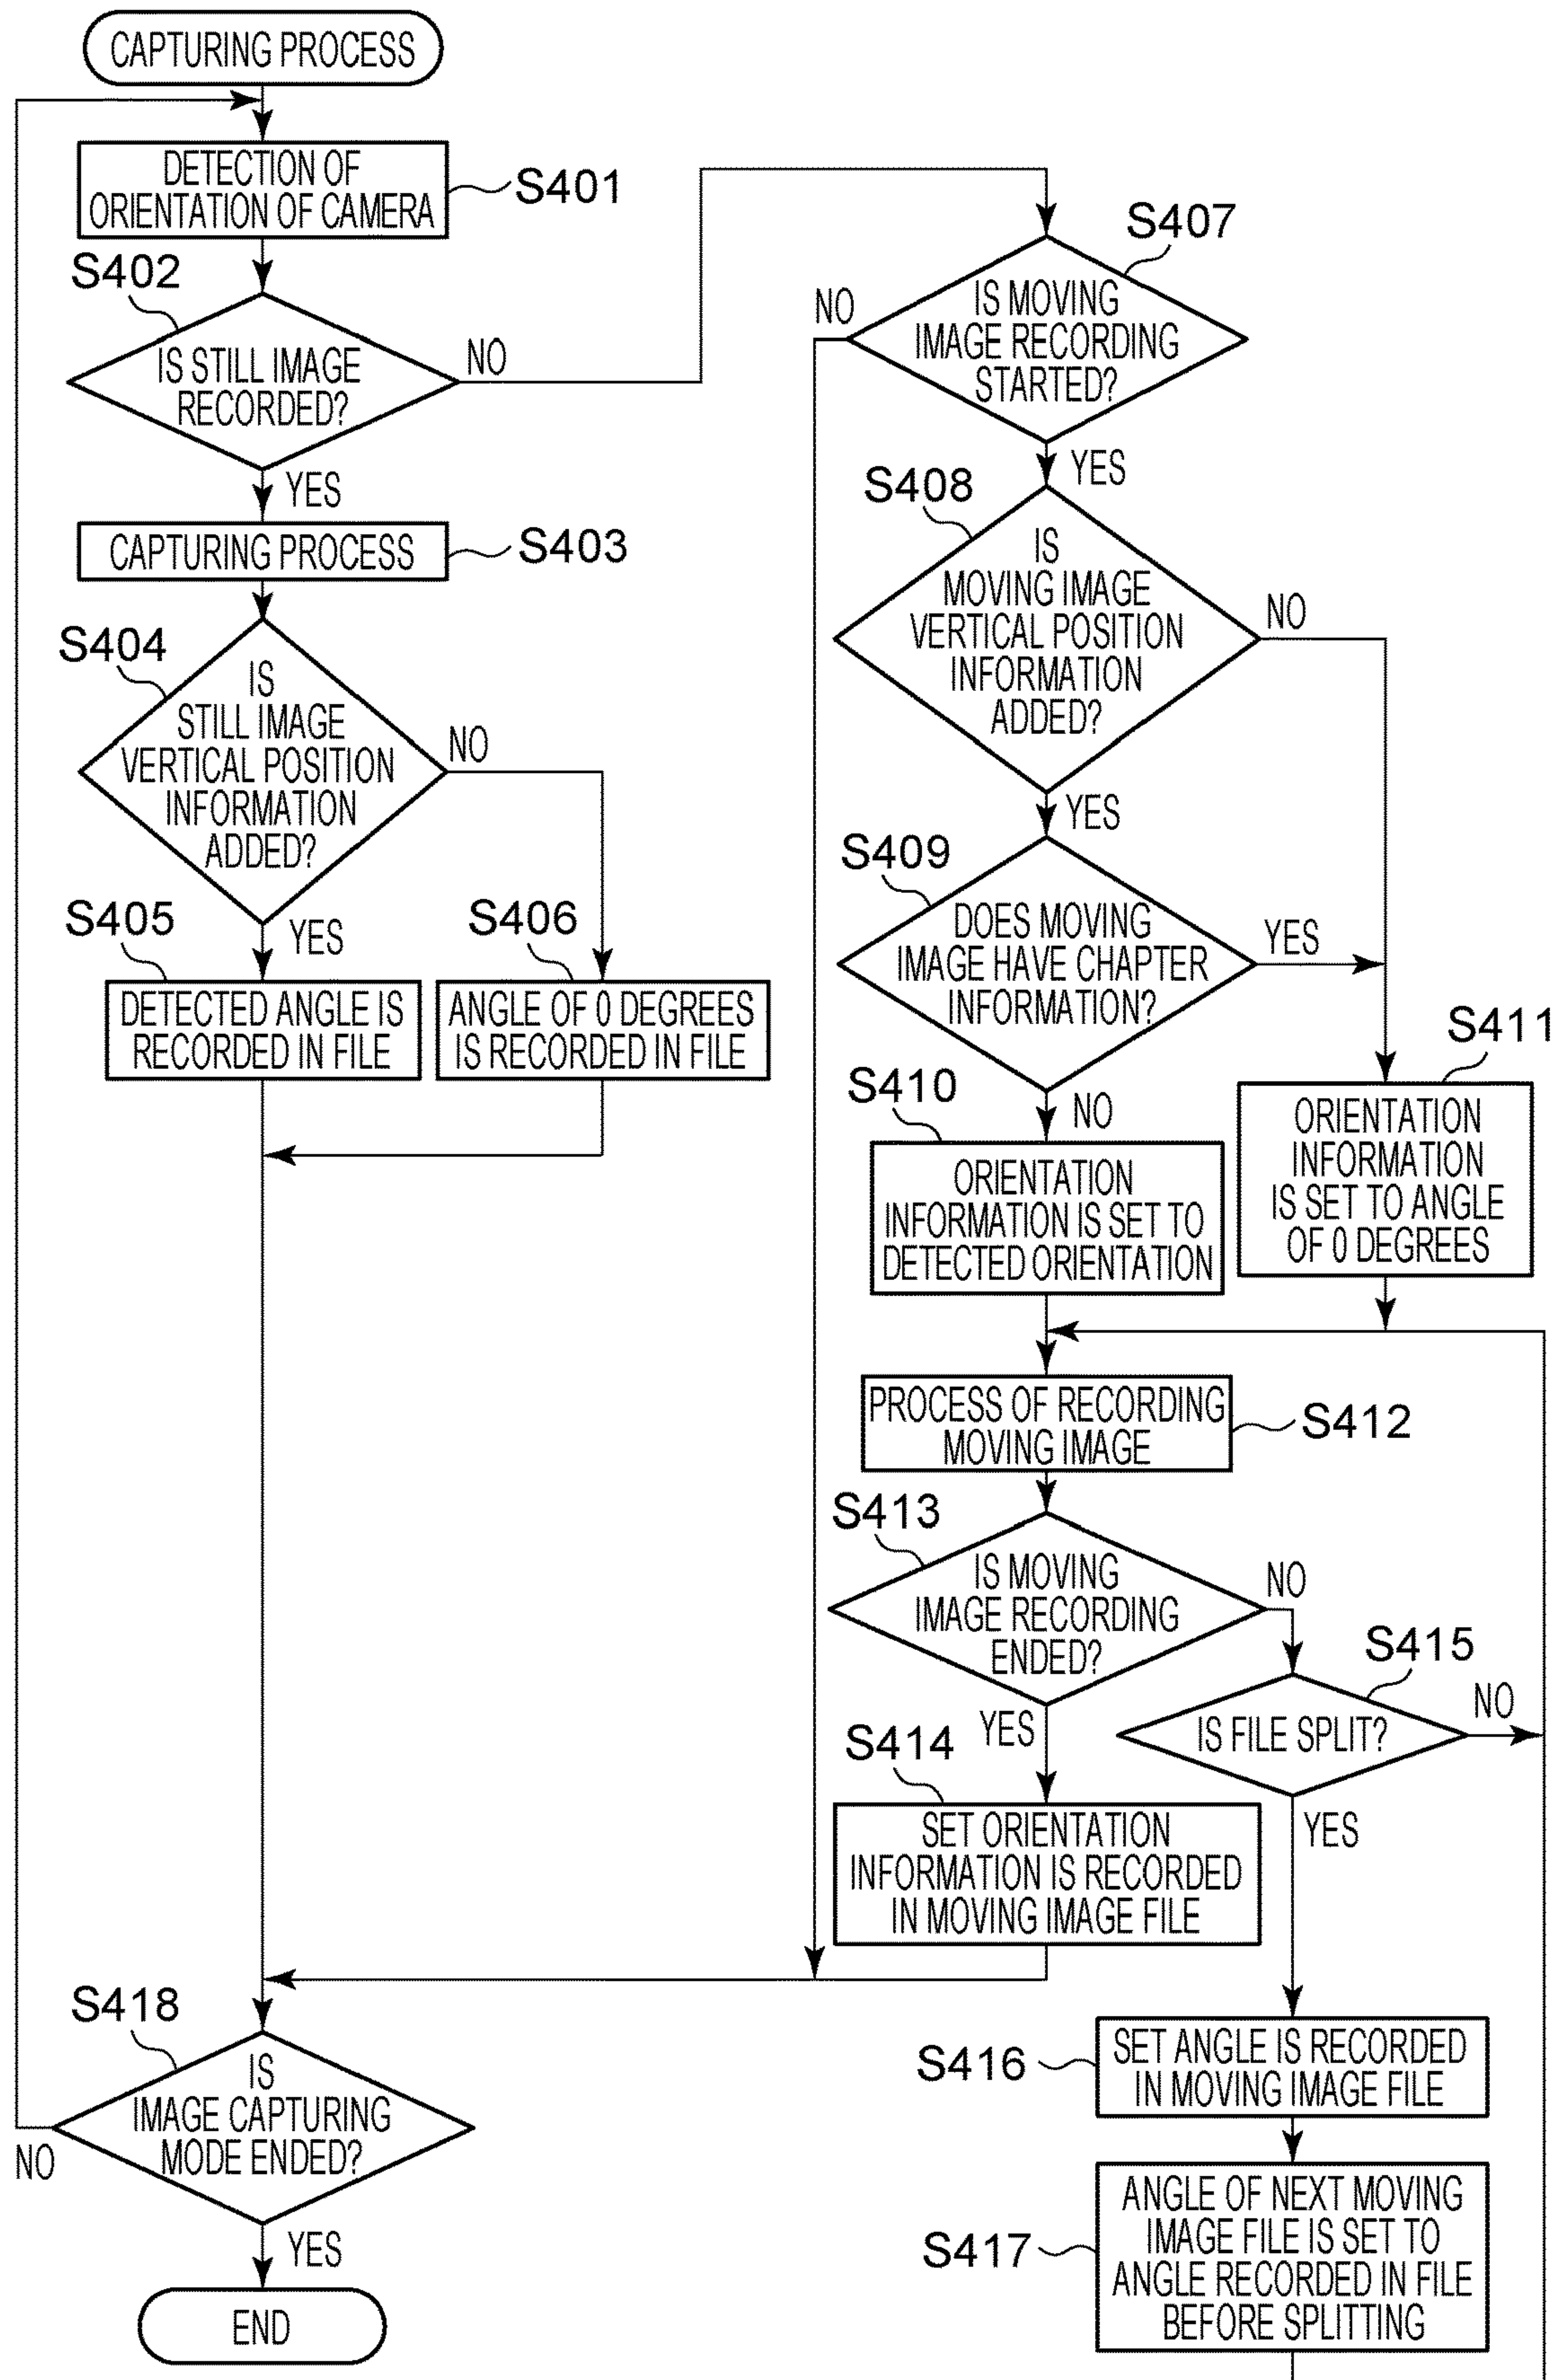 CAPTURING PROCESS
DETECTION OF
ORIENTATION OF CAMERA
S401
S402
IS STILL IMAGE
RECORDED?
NO
YES
CAPTURING PROCESS
S403
S404
IS
STILL IMAGE
VERTICAL POSITION
INFORMATION
ADDED?
NO
YES
S405
DETECTED ANGLE IS
RECORDED IN FILE
S406
ANGLE OF 0 DEGREES
IS RECORDED IN FILE
S407
IS MOVING
IMAGE RECORDING
STARTED?
NO
YES
S408
IS
MOVING IMAGE
VERTICAL POSITION
INFORMATION
ADDED?
NO
YES
S409
DOES MOVING
IMAGE HAVE CHAPTER
INFORMATION?
YES
NO
S410
ORIENTATION
INFORMATION IS SET TO
DETECTED ORIENTATION
S411
ORIENTATION
INFORMATION
IS SET TO ANGLE
OF 0 DEGREES
PROCESS OF RECORDING
MOVING IMAGE
S412
S413
IS MOVING
IMAGE RECORDING
ENDED?
NO
YES
S414
SET ORIENTATION
INFORMATION IS RECORDED
IN MOVING IMAGE FILE
S415
IS FILE SPLIT?
NO
YES
S416
SET ANGLE IS RECORDED
IN MOVING IMAGE FILE
S417
ANGLE OF NEXT MOVING
IMAGE FILE IS SET TO
ANGLE RECORDED IN FILE
BEFORE SPLITTING
S418
IS
IMAGE CAPTURING
MODE ENDED?
NO
YES
END